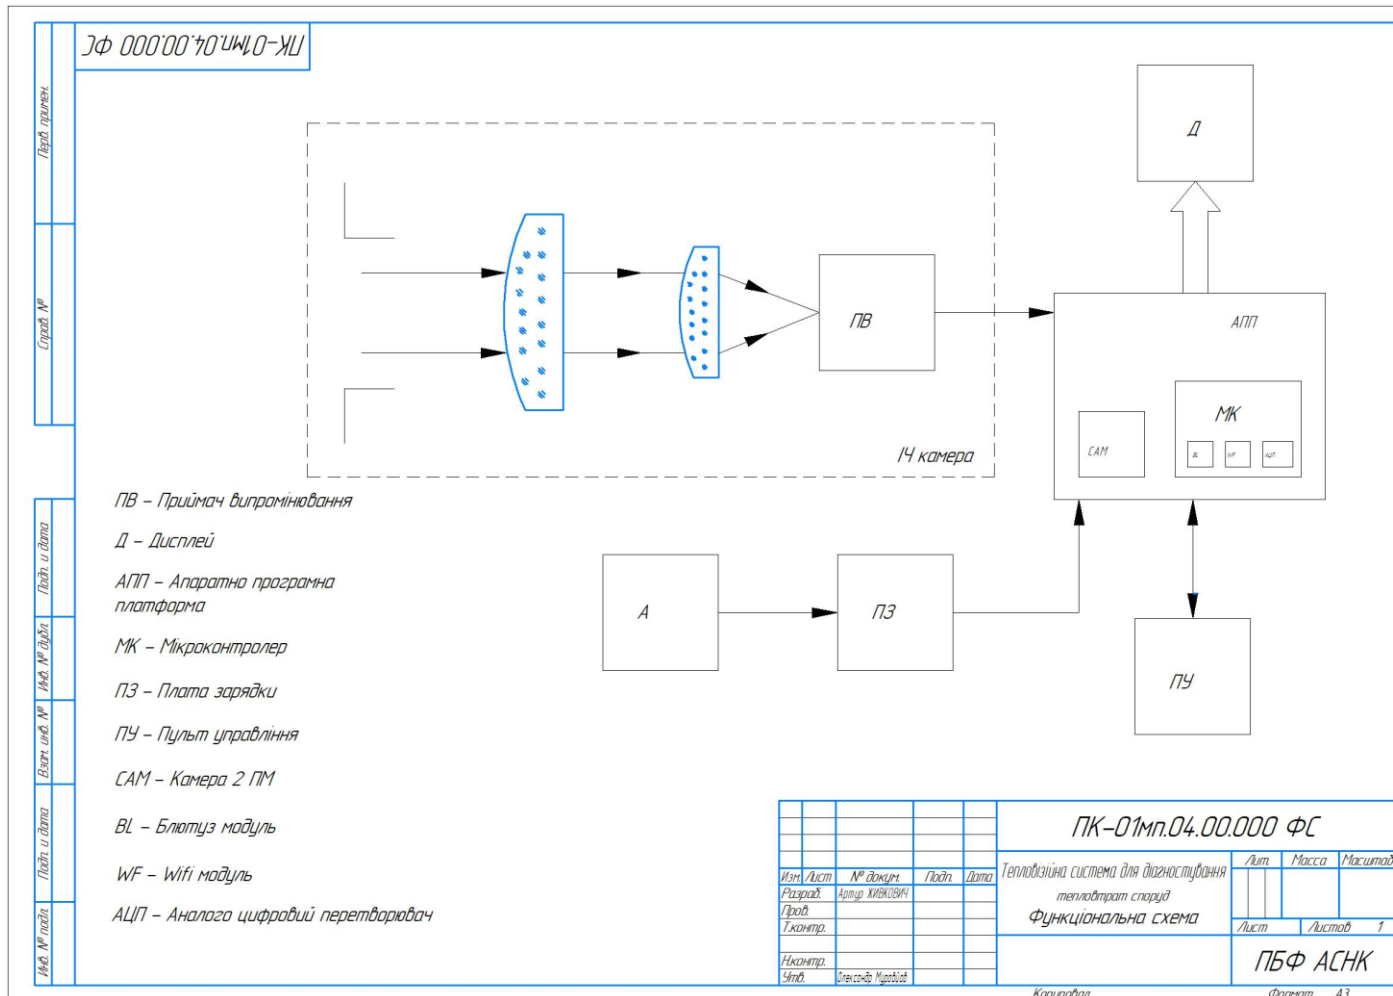 ПК-01мп.04.00.000 ФС
Перв. примен.
Справ. №
Подп. и дата
Инв. № дубл.
Взам. инв. №
Подп. и дата
Инв. № подл.
Д
ПВ
АПП
МК
САМ
BL
WF
АЦП
ІЧ камера
А
ПЗ
ПУ
ПВ – Приймач випромінювання
Д – Дисплей
АПП – Апаратно програмна
платформа
МК – Мікроконтролер
ПЗ – Плата зарядки
ПУ – Пульт управління
САМ – Камера 2 ПМ
BL – Блютуз модуль
WF – Wifi модуль
АЦП – Аналого цифровий перетворювач
ПК-01мп.04.00.000 ФС
Изм. Лист № докум. Подп. Дата
Разраб. Артур ЖИВКОВИЧ
Пров.
Т.контр.
Н.контр.
Утв. Олександр Муравйов
Тепловізійна система для діагностування
тепловтрат споруд
Функціональна схема
Лит. Масса Масштаб
Лист Листов 1
ПБФ АСНК
Копировал Формат А3